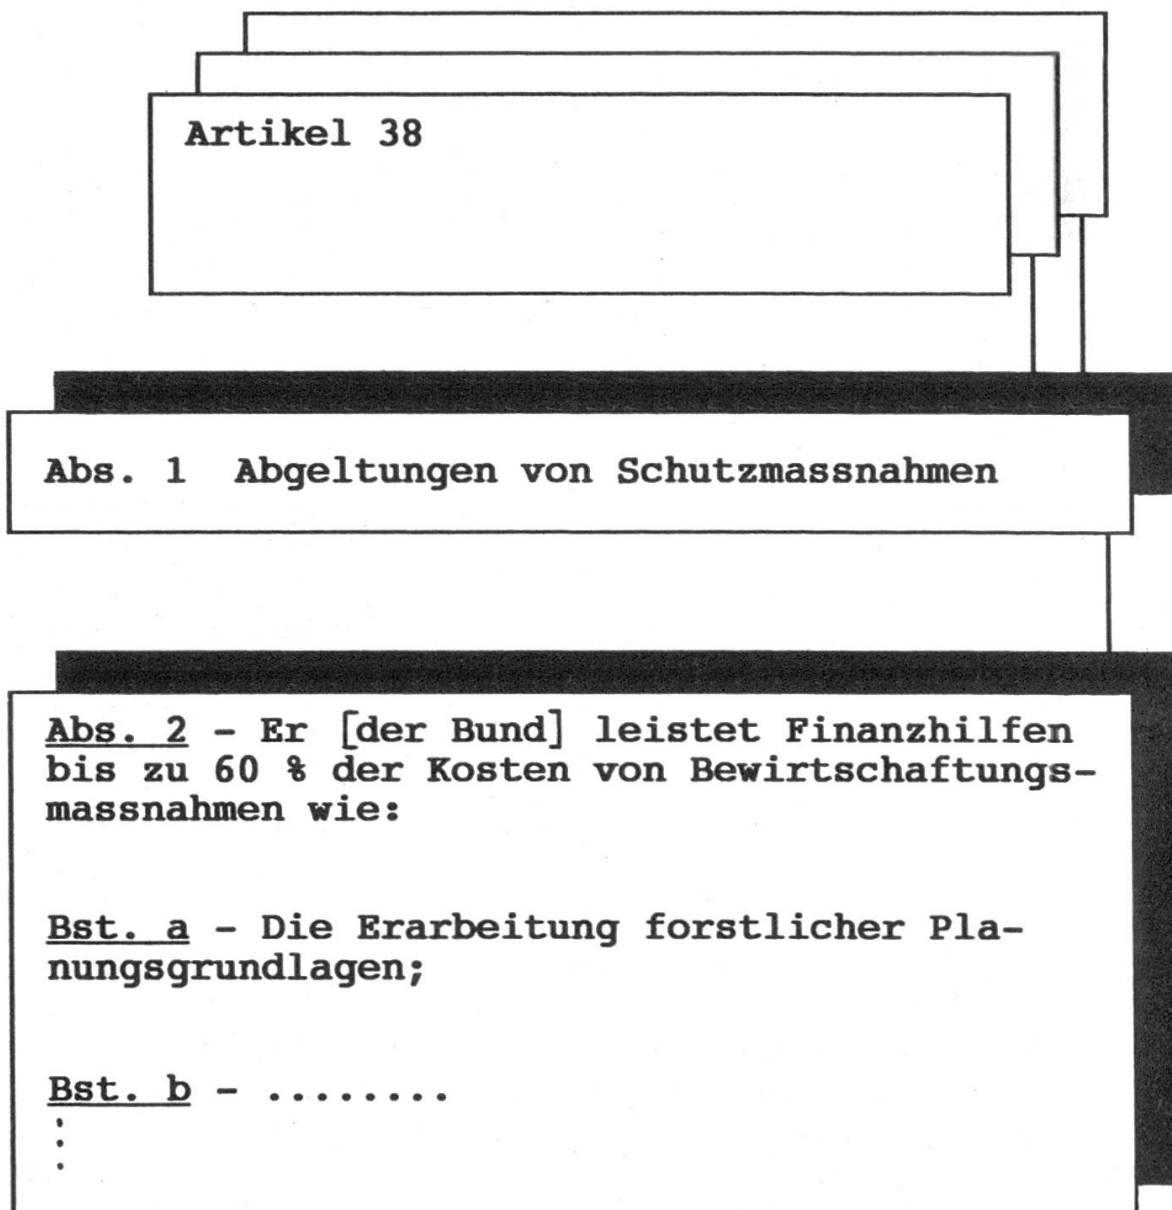 Artikel 38
Abs. 1 Abgeltungen von Schutzmassnahmen
Abs. 2 - Er [der Bund] leistet Finanzhilfen
bis zu 60 % der Kosten von Bewirtschaftungs-
massnahmen wie:
Bst. a - Die Erarbeitung forstlicher Pla-
nungsgrundlagen;
Bst. b - ........
: